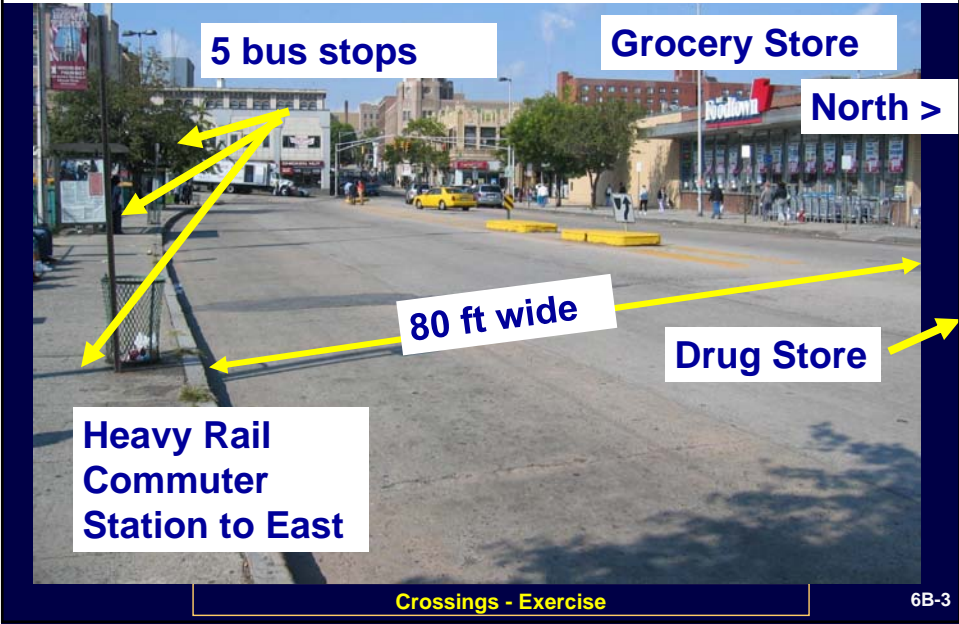 5 bus stops
Grocery Store
North >
Foodtown
80 ft wide
Drug Store
Heavy Rail
Commuter
Station to East
Crossings - Exercise
6B-3